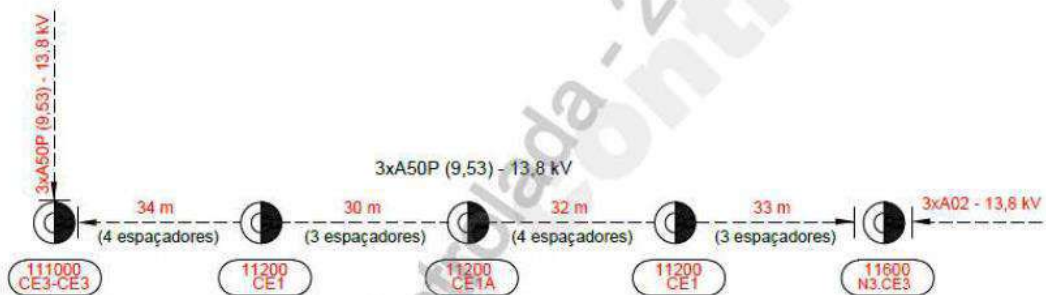 3xA50P (9,53) - 13,8 kV
3xA50P (9,53) - 13,8 kV
34 m
30 m
32 m
33 m
3xA02 - 13,8 kV
(4 espaçadores)
(3 espaçadores)
(4 espaçadores)
(3 espaçadores)
111000
CE3-CE3
11200
CE1
11200
CE1A
11200
CE1
11600
N3.CE3